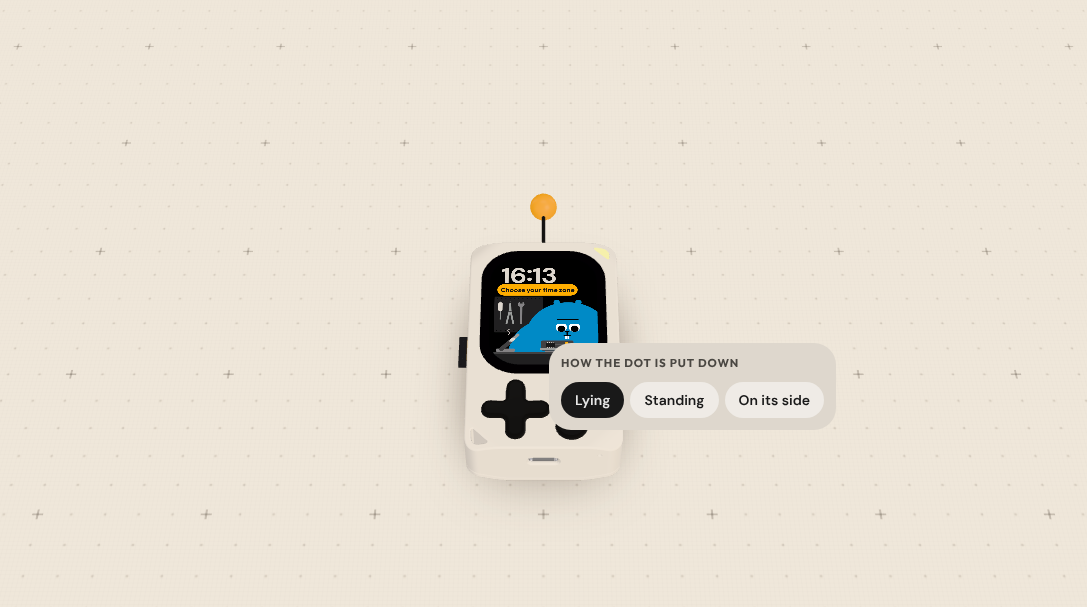 16:13
Choose your time zone
HOW THE DOT IS PUT DOWN
Lying
Standing
On its side